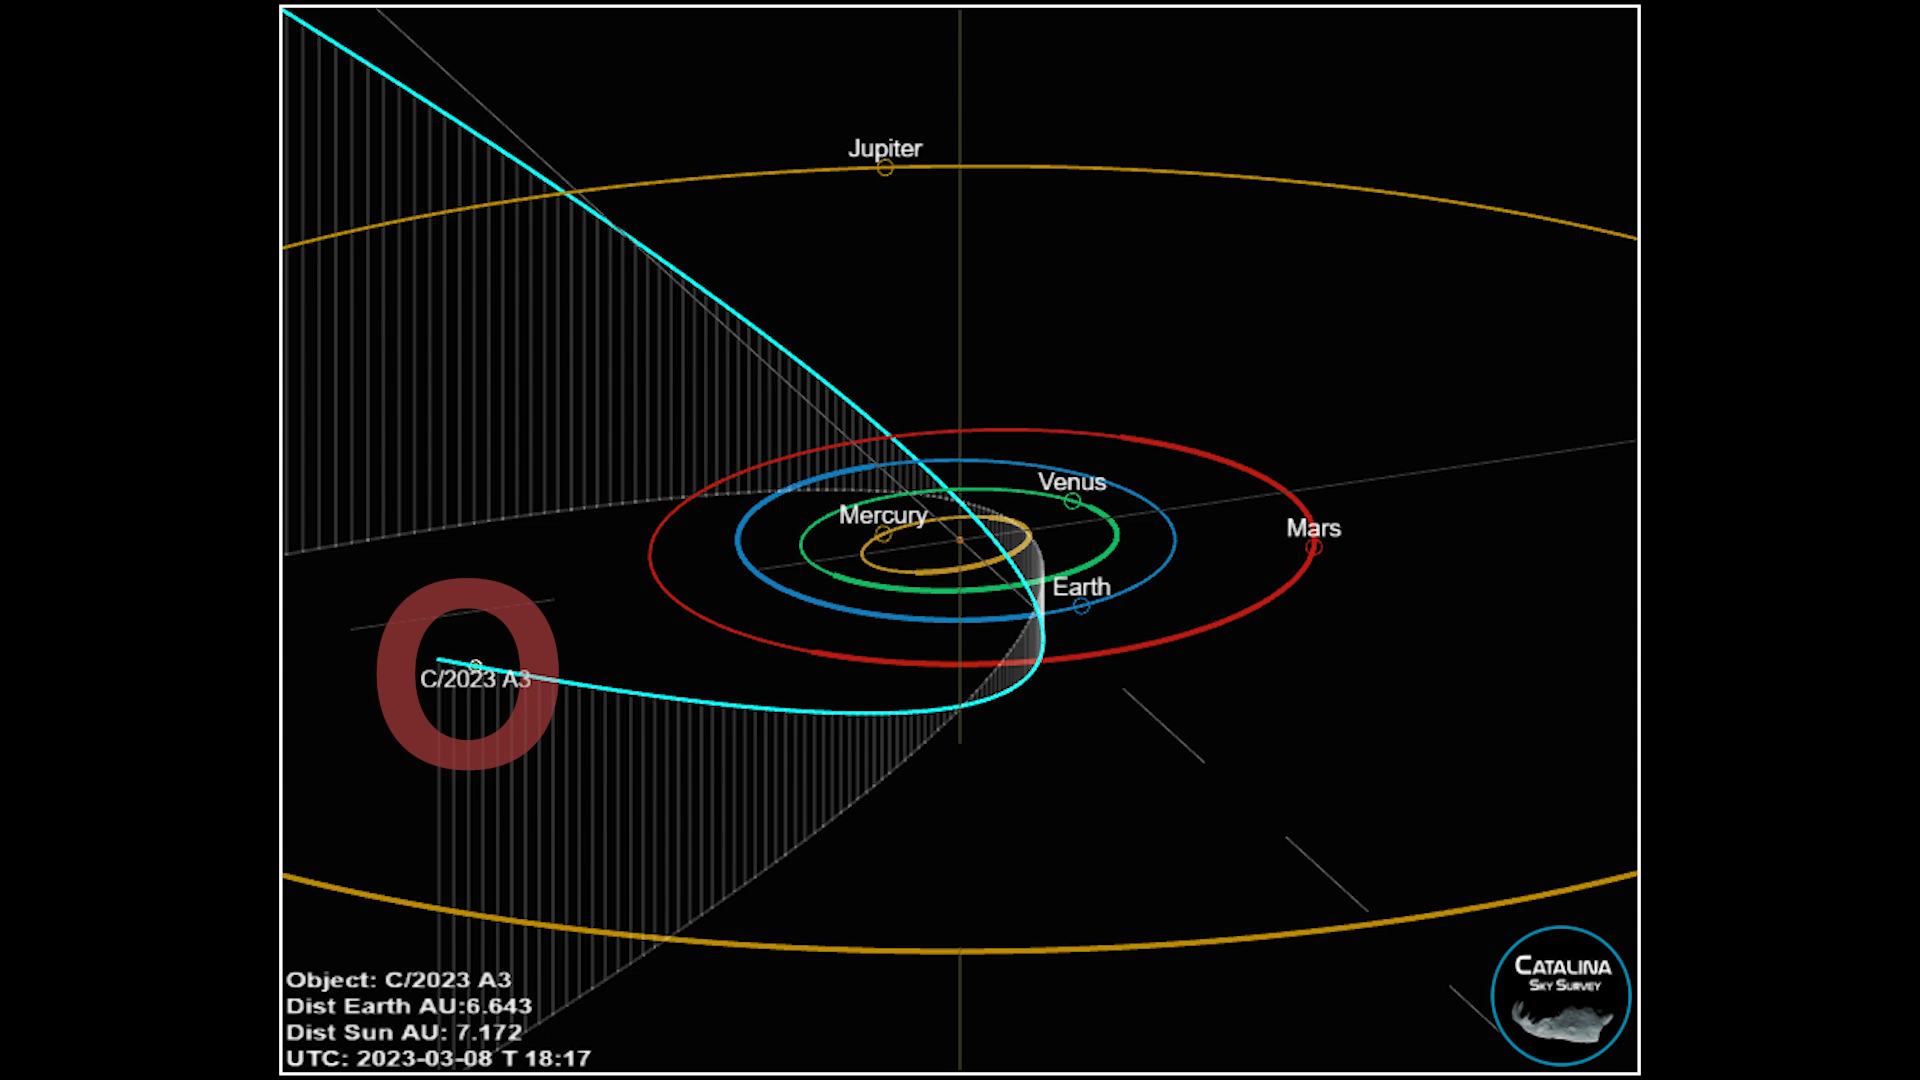 Jupiter
Venus
Mercury
Mars
Earth
C/2023 A3
Object: C/2023 A3
Dist Earth AU:6.643
Dist Sun AU: 7.172
UTC: 2023-03-08 T 18:17
CATALINA
SKY SURVEY